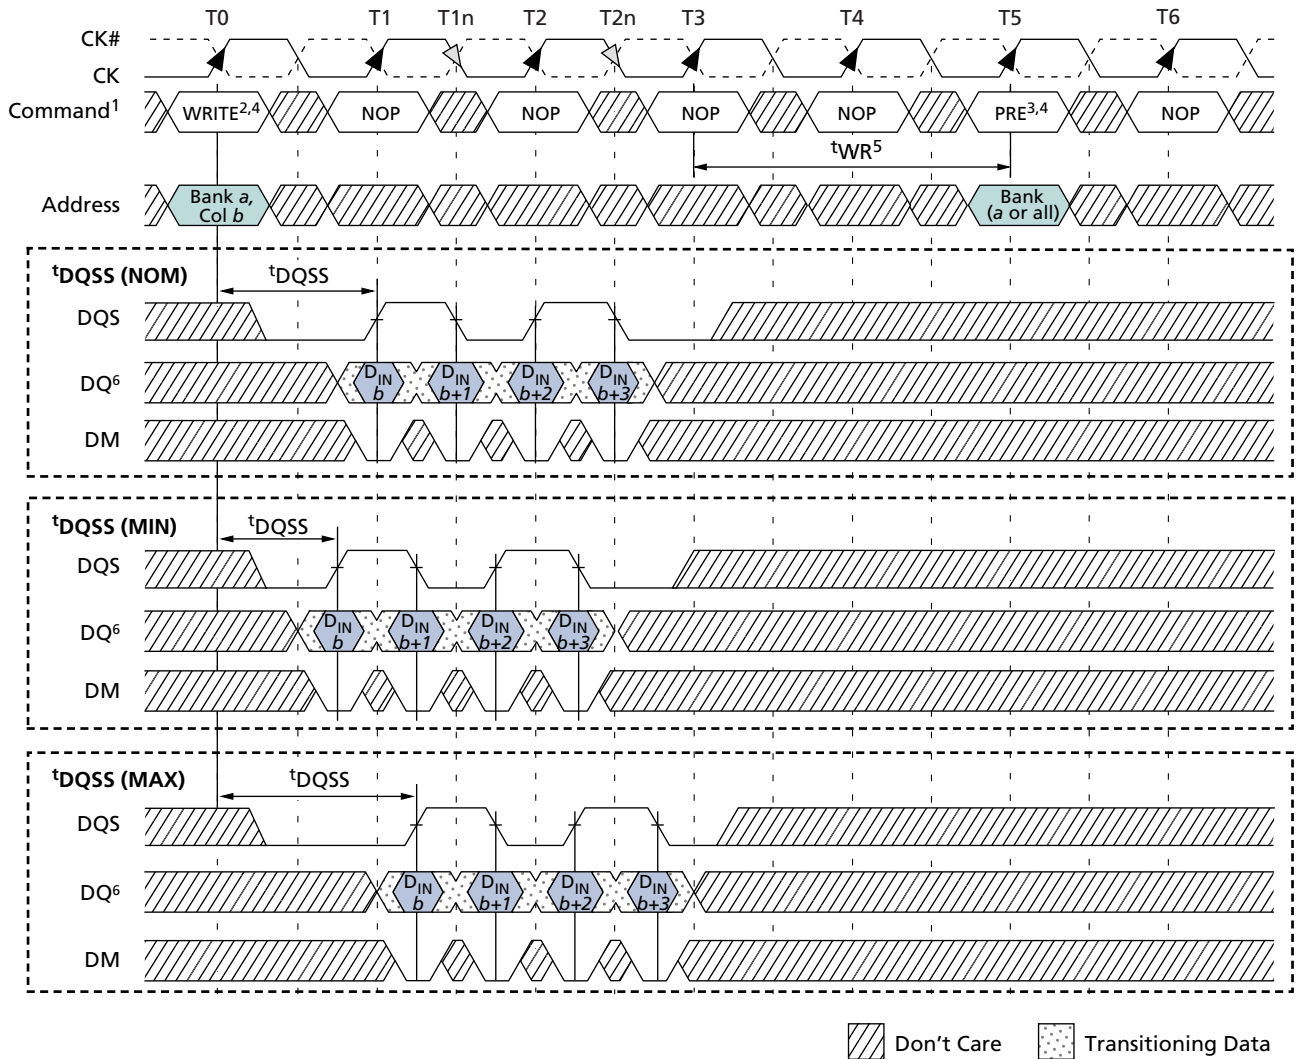 T0 T1 T1n T2 T2n T3 T4 T5 T6
CK#
CK
Command¹ WRITE²,⁴ NOP NOP NOP NOP PRE³,⁴ NOP
ᵗWR⁵
Address Bank a, Col b Bank (a or all)
ᵗDQSS (NOM) ᵗDQSS
DQS
DQ⁶ DIN b DIN b+1 DIN b+2 DIN b+3
DM
ᵗDQSS (MIN) ᵗDQSS
DQS
DQ⁶ DIN b DIN b+1 DIN b+2 DIN b+3
DM
ᵗDQSS (MAX) ᵗDQSS
DQS
DQ⁶ DIN b DIN b+1 DIN b+2 DIN b+3
DM
Don't Care Transitioning Data